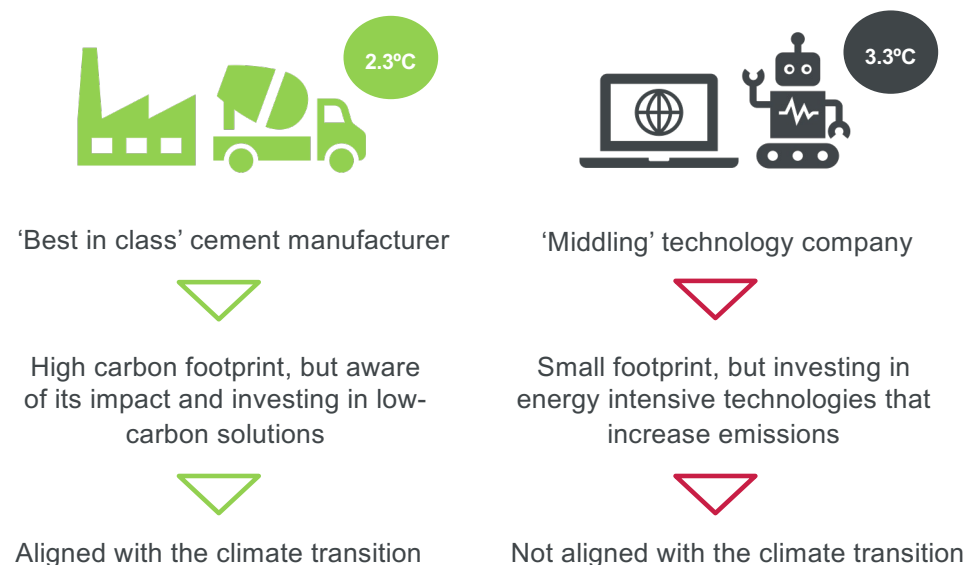 2.3ºC
‘Best in class’ cement manufacturer
High carbon footprint, but aware
of its impact and investing in low-
carbon solutions
Aligned with the climate transition
3.3ºC
‘Middling’ technology company
Small footprint, but investing in
energy intensive technologies that
increase emissions
Not aligned with the climate transition